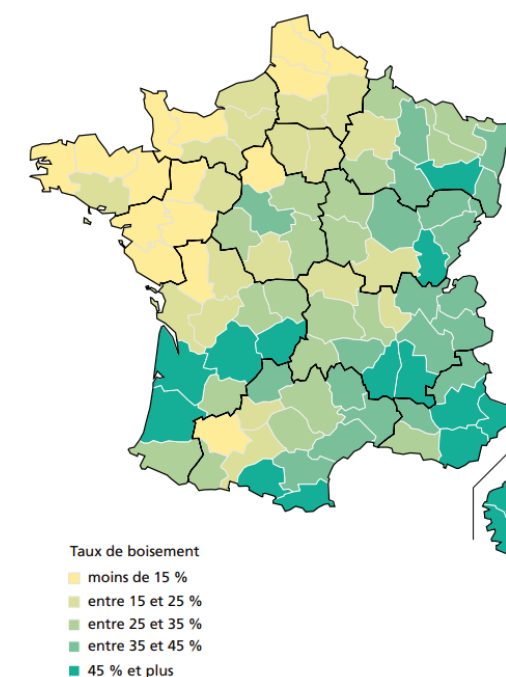 Taux de boisement
moins de 15 %
entre 15 et 25 %
entre 25 et 35 %
entre 35 et 45 %
45 % et plus